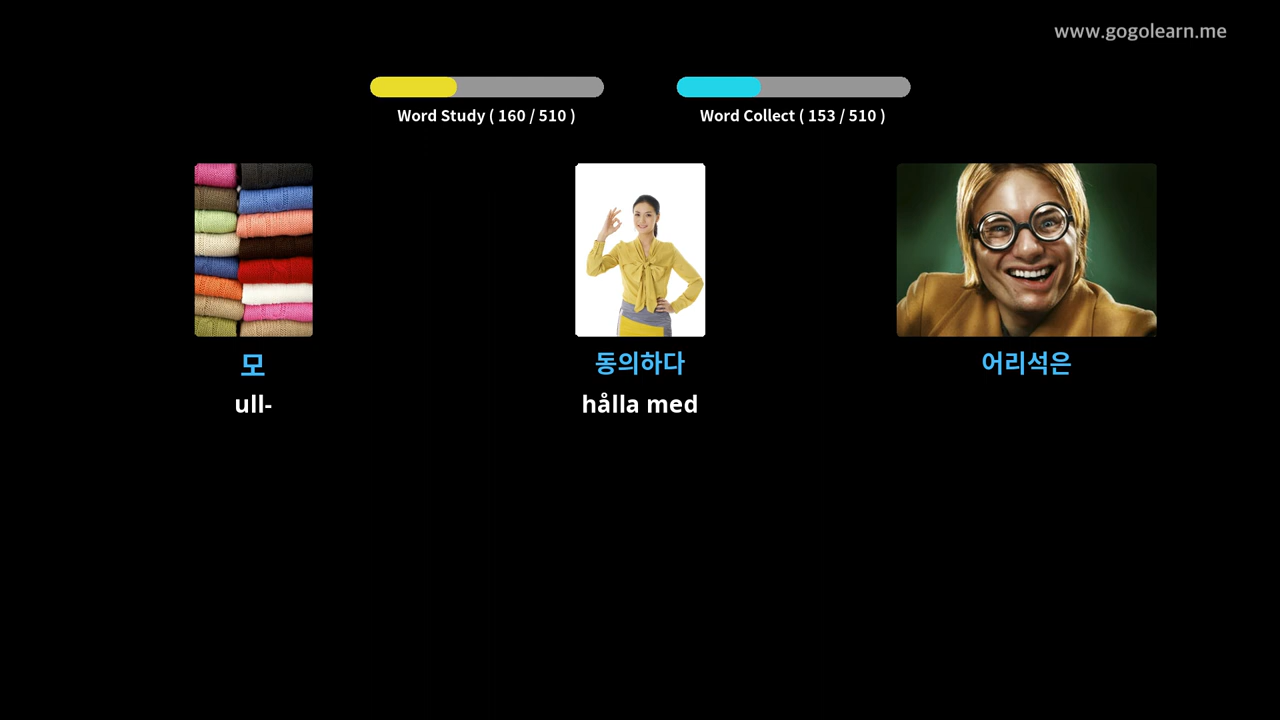 www.gogolearn.me
Word Study ( 160 / 510 )
Word Collect ( 153 / 510 )
모
동의하다
어리석은
ull-
hålla med